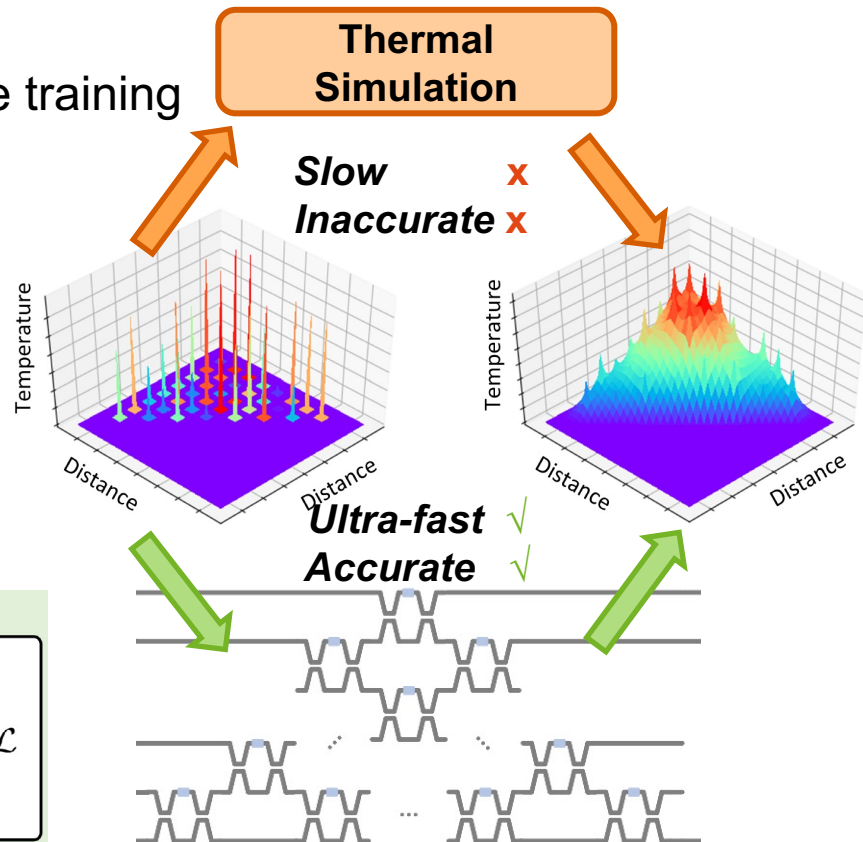 Thermal
Simulation
e training
Slow x
Inaccurate x
Temperature
Distance
Distance
Temperature
Distance
Distance
Ultra-fast √
Accurate √
ℒ
...